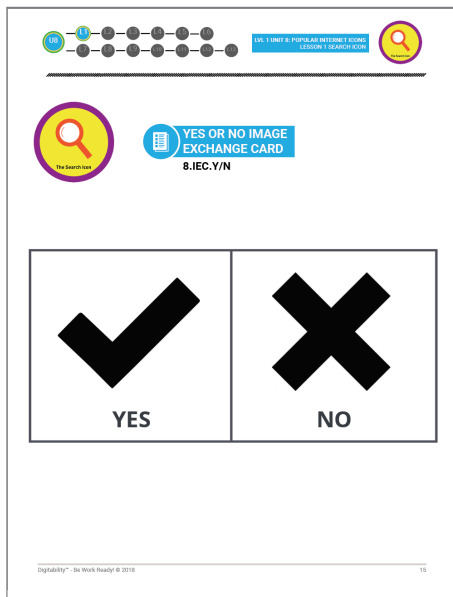 U8 L1 L2 L3 L4 L5 L6
L7 L8 L9 L10 L11 L12 L13
LVL 1 UNIT 8: POPULAR INTERNET ICONS
LESSON 1 SEARCH ICON
The Search Icon
The Search Icon
YES OR NO IMAGE
EXCHANGE CARD
8.IEC.Y/N
YES NO
Digitability™ - Be Work Ready! © 2018 15